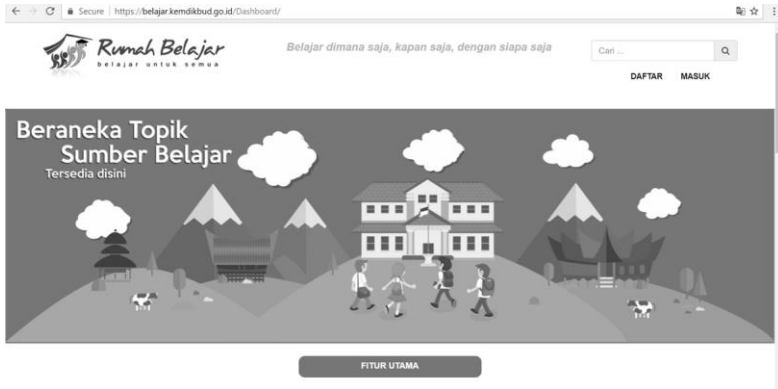 Secure | https://belajar.kemdikbud.go.id/Dashboard/
Rumah Belajar
belajar untuk semua
Belajar dimana saja, kapan saja, dengan siapa saja
Cari ...
DAFTAR MASUK
Beraneka Topik
Sumber Belajar
Tersedia disini
FITUR UTAMA